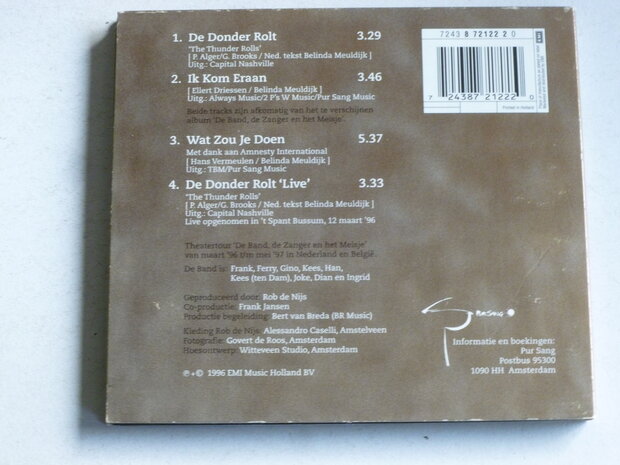 1. De Donder Rolt 3.29
'The Thunder Rolls'
[ P. Alger/G. Brooks / Ned. tekst Belinda Meuldijk ]
Uitg.: Capital Nashville
2. Ik Kom Eraan 3.46
[ Ellert Driessen / Belinda Meuldijk ]
Uitg.: Always Music/2 P's W Music/Pur Sang Music
Beide tracks zijn afkomstig van het te verschijnen
album 'De Band, de Zanger en het Meisje'.
3. Wat Zou Je Doen 5.37
Met dank aan Amnesty International
[ Hans Vermeulen / Belinda Meuldijk ]
Uitg.: TBM/Pur Sang Music
4. De Donder Rolt 'Live' 3.33
'The Thunder Rolls'
[ P. Alger/G. Brooks / Ned. tekst Belinda Meuldijk ]
Uitg.: Capital Nashville
Live opgenomen in 't Spant Bussum, 12 maart '96
Theatertour 'De Band, de Zanger en het Meisje'
van maart '96 t/m mei '97 in Nederland en België.
De Band is: Frank, Ferry, Gino, Kees, Han,
Kees (ten Dam), Joke, Dian en Ingrid
Geproduceerd door: Rob de Nijs
Co-productie: Frank Jansen
Productie begeleiding: Bert van Breda (BR Music)
Kleding Rob de Nijs: Alessandro Caselli, Amstelveen
Fotografie: Govert de Roos, Amsterdam
Hoesontwerp: Witteveen Studio, Amsterdam
℗+© 1996 EMI Music Holland BV
7243 8 72122 2 0
7 24387 21222 0
Printed in Holland
Pur Sang
Informatie en boekingen:
Pur Sang
Postbus 95300
1090 HH Amsterdam